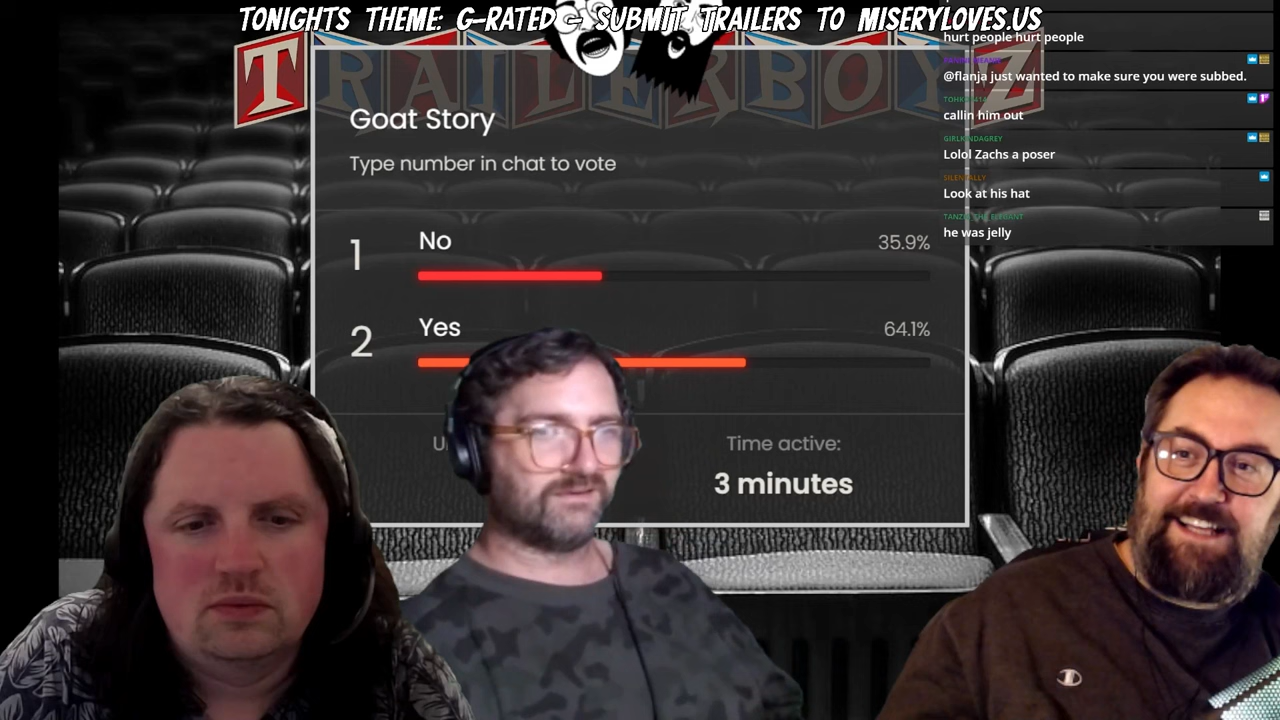 TONIGHTS THEME: G-RATED - SUBMIT TRAILERS TO MISERYLOVES.US
TRAILERBOYZ
hurt people hurt people
@flanja just wanted to make sure you were subbed.
callin him out
Lolol Zachs a poser
Look at his hat
he was jelly
Goat Story
Type number in chat to vote
1 No 35.9%
2 Yes 64.1%
Time active:
3 minutes